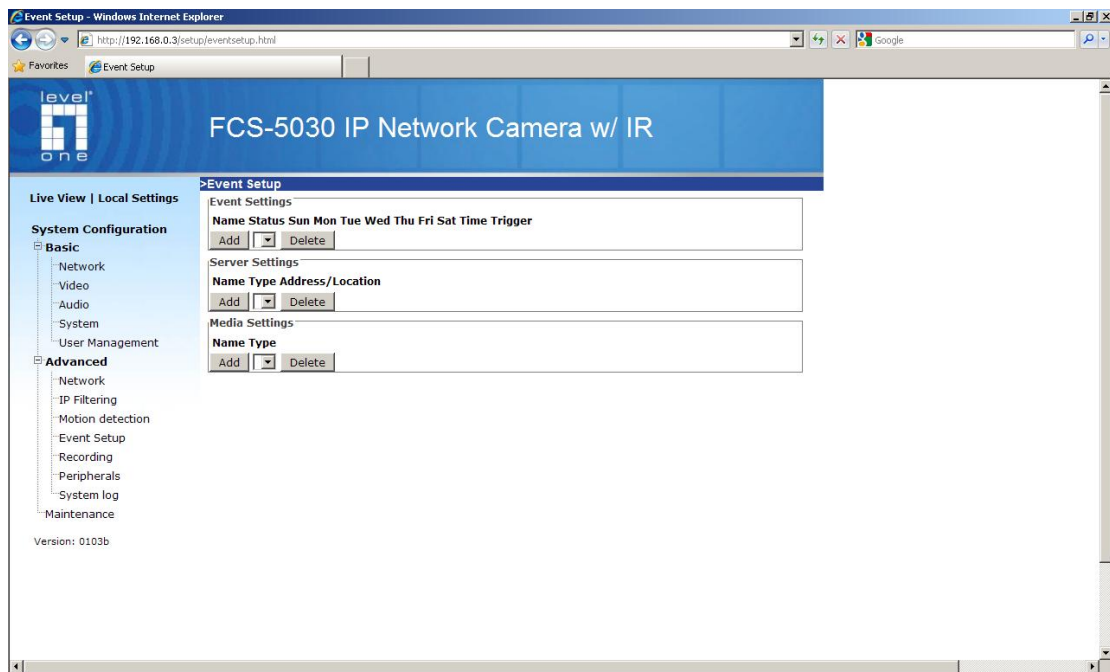 Event Setup - Windows Internet Explorer
http://192.168.0.3/setup/eventsetup.html
Google
Favorites
Event Setup
level
one
FCS-5030 IP Network Camera w/ IR
Live View | Local Settings
System Configuration
Basic
Network
Video
Audio
System
User Management
Advanced
Network
IP Filtering
Motion detection
Event Setup
Recording
Peripherals
System log
Maintenance
Version: 0103b
>Event Setup
Event Settings
Name Status Sun Mon Tue Wed Thu Fri Sat Time Trigger
Add Delete
Server Settings
Name Type Address/Location
Add Delete
Media Settings
Name Type
Add Delete